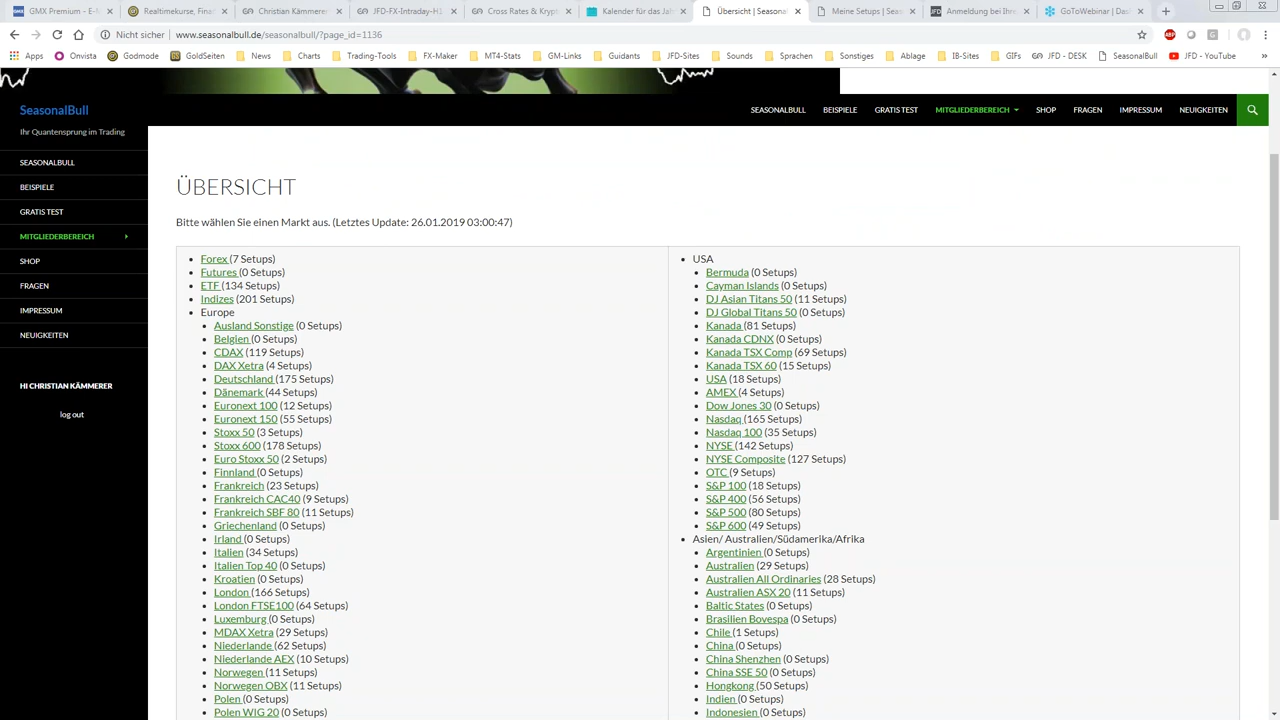 GMX Premium - E-M
Realtimekurse, Fina
Christian Kämmerer
JFD-FX-Intraday-H1
Cross Rates & Krypt
Kalender für das Jah
Übersicht | Seasonal
Meine Setups | Seas
Anmeldung bei Ihre
GoToWebinar | Das
Nicht sicher | www.seasonalbull.de/seasonalbull/?page_id=1136
Apps Onvista Godmode GoldSeiten News Charts Trading-Tools FX-Maker MT4-Stats GM-Links Guidants JFD-Sites Sounds Sprachen Sonstiges Ablage IB-Sites GIFs JFD - DESK SeasonalBull JFD - YouTube
SeasonalBull
Ihr Quantensprung im Trading
SEASONALBULL BEISPIELE GRATIS TEST MITGLIEDERBEREICH SHOP FRAGEN IMPRESSUM NEUIGKEITEN
SEASONALBULL
BEISPIELE
GRATIS TEST
MITGLIEDERBEREICH
SHOP
FRAGEN
IMPRESSUM
NEUIGKEITEN
HI CHRISTIAN KÄMMERER
log out
ÜBERSICHT
Bitte wählen Sie einen Markt aus. (Letztes Update: 26.01.2019 03:00:47)
Forex (7 Setups)
Futures (0 Setups)
ETF (134 Setups)
Indizes (201 Setups)
Europe
Ausland Sonstige (0 Setups)
Belgien (0 Setups)
CDAX (119 Setups)
DAX Xetra (4 Setups)
Deutschland (175 Setups)
Dänemark (44 Setups)
Euronext 100 (12 Setups)
Euronext 150 (55 Setups)
Stoxx 50 (3 Setups)
Stoxx 600 (178 Setups)
Euro Stoxx 50 (2 Setups)
Finnland (0 Setups)
Frankreich (23 Setups)
Frankreich CAC40 (9 Setups)
Frankreich SBF 80 (11 Setups)
Griechenland (0 Setups)
Irland (0 Setups)
Italien (34 Setups)
Italien Top 40 (0 Setups)
Kroatien (0 Setups)
London (166 Setups)
London FTSE100 (64 Setups)
Luxemburg (0 Setups)
MDAX Xetra (29 Setups)
Niederlande (62 Setups)
Niederlande AEX (10 Setups)
Norwegen (11 Setups)
Norwegen OBX (11 Setups)
Polen (0 Setups)
Polen WIG 20 (0 Setups)
USA
Bermuda (0 Setups)
Cayman Islands (0 Setups)
DJ Asian Titans 50 (11 Setups)
DJ Global Titans 50 (0 Setups)
Kanada (81 Setups)
Kanada CDNX (0 Setups)
Kanada TSX Comp (69 Setups)
Kanada TSX 60 (15 Setups)
USA (18 Setups)
AMEX (4 Setups)
Dow Jones 30 (0 Setups)
Nasdaq (165 Setups)
Nasdaq 100 (35 Setups)
NYSE (142 Setups)
NYSE Composite (127 Setups)
OTC (9 Setups)
S&P 100 (18 Setups)
S&P 400 (56 Setups)
S&P 500 (80 Setups)
S&P 600 (49 Setups)
Asien/ Australien/Südamerika/Afrika
Argentinien (0 Setups)
Australien (29 Setups)
Australien All Ordinaries (28 Setups)
Australien ASX 20 (11 Setups)
Baltic States (0 Setups)
Brasilien Bovespa (0 Setups)
Chile (1 Setups)
China (0 Setups)
China Shenzhen (0 Setups)
China SSE 50 (0 Setups)
Hongkong (50 Setups)
Indien (0 Setups)
Indonesien (0 Setups)